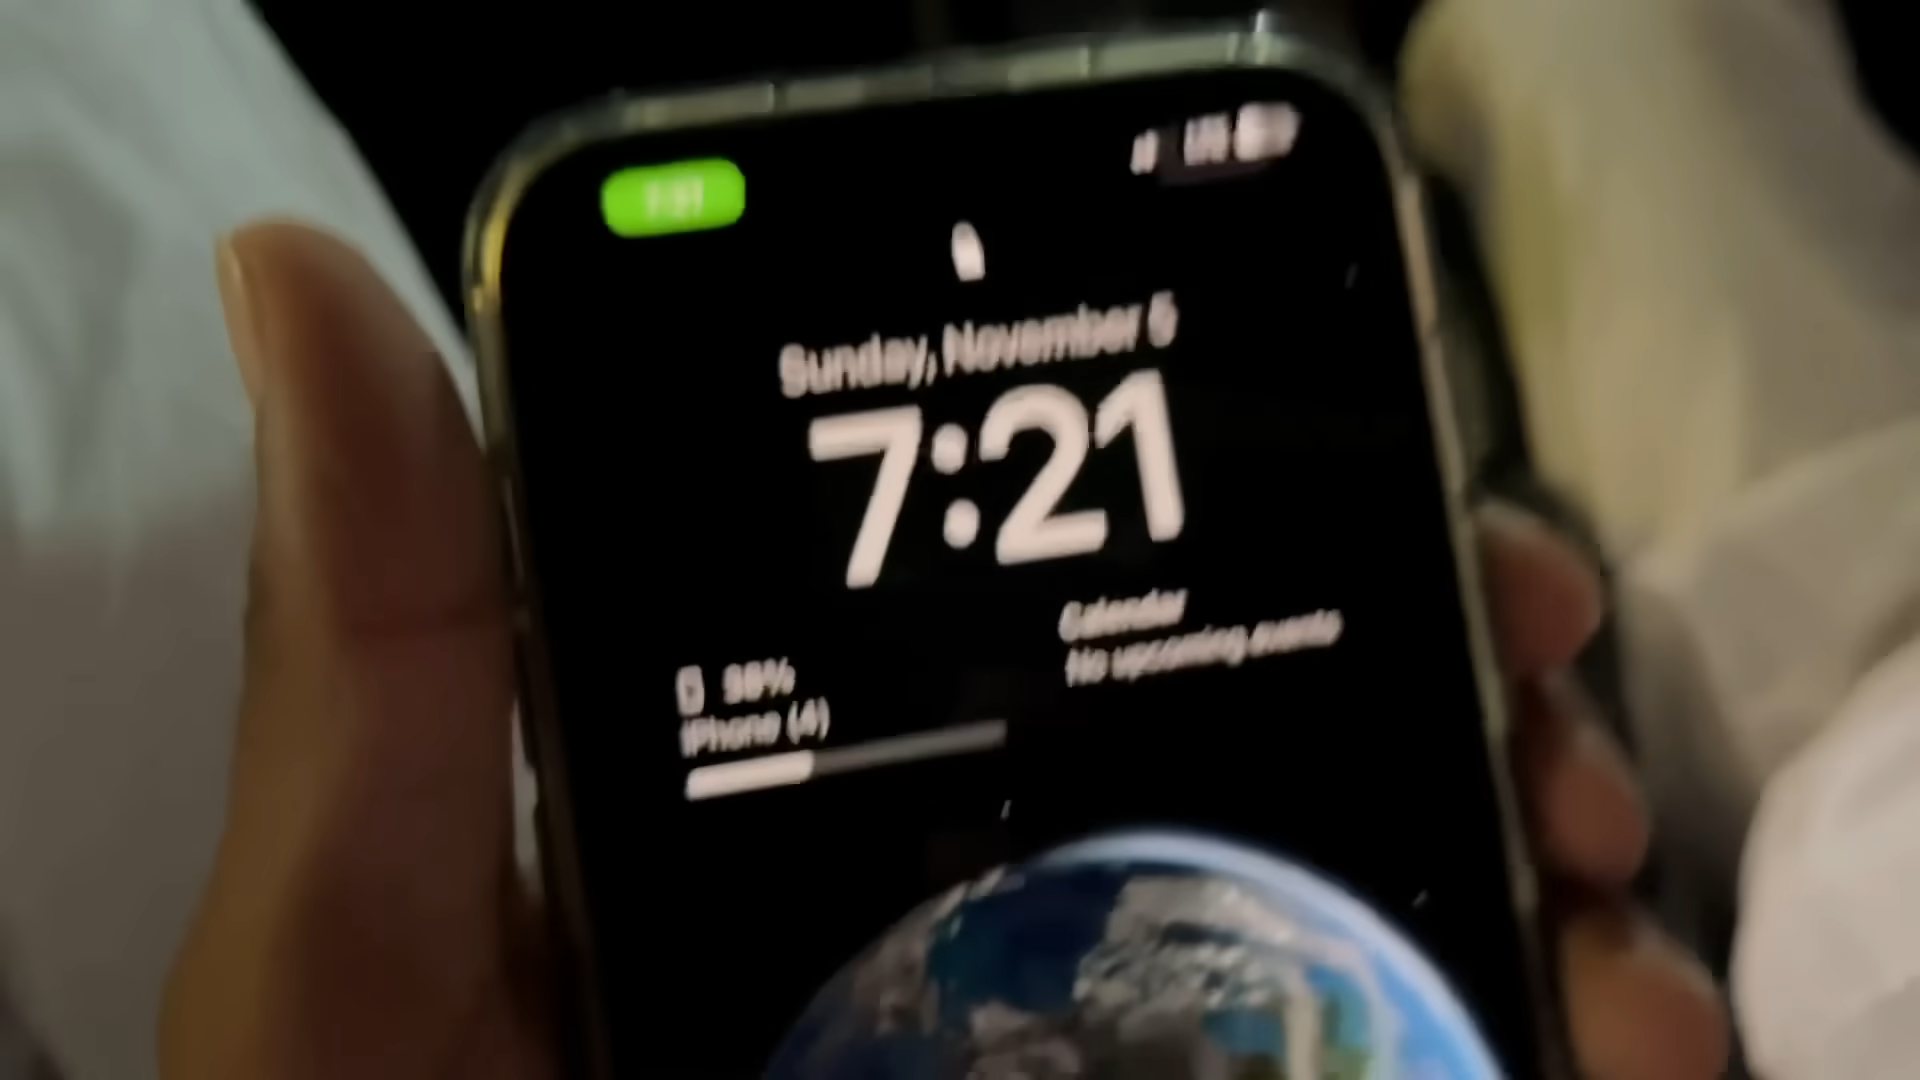 Sunday, November 5
7:21
Calendar
No upcoming events
iPhone (4)